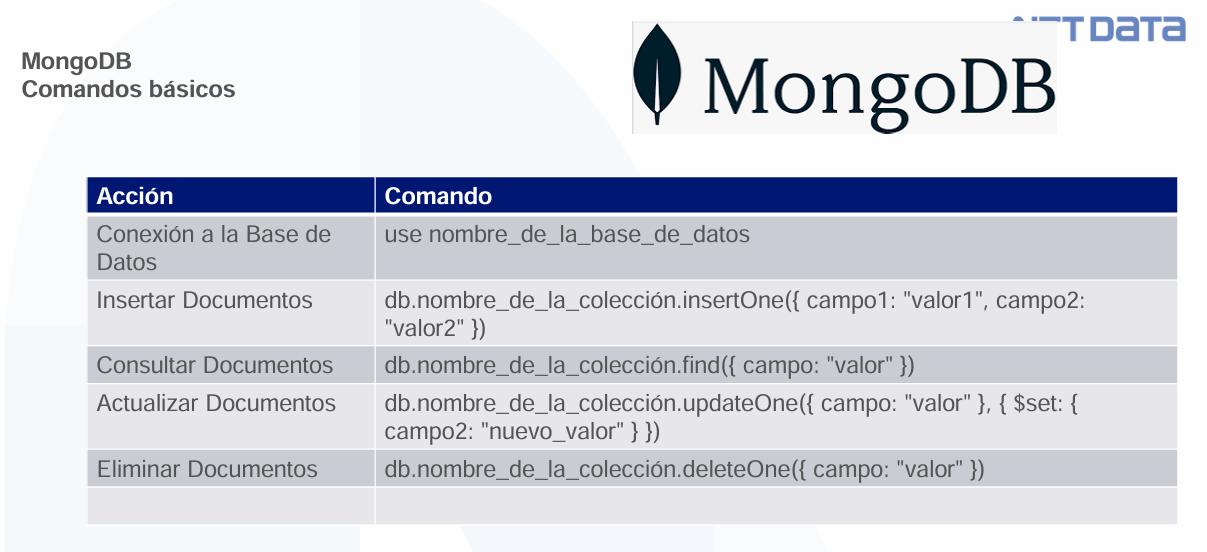 NTT DATA
MongoDB
Comandos básicos
MongoDB
Acción Comando
Conexión a la Base de Datos use nombre_de_la_base_de_datos
Insertar Documentos db.nombre_de_la_colección.insertOne({ campo1: "valor1", campo2:
"valor2" })
Consultar Documentos db.nombre_de_la_colección.find({ campo: "valor" })
Actualizar Documentos db.nombre_de_la_colección.updateOne({ campo: "valor" }, { $set: {
campo2: "nuevo_valor" } })
Eliminar Documentos db.nombre_de_la_colección.deleteOne({ campo: "valor" })